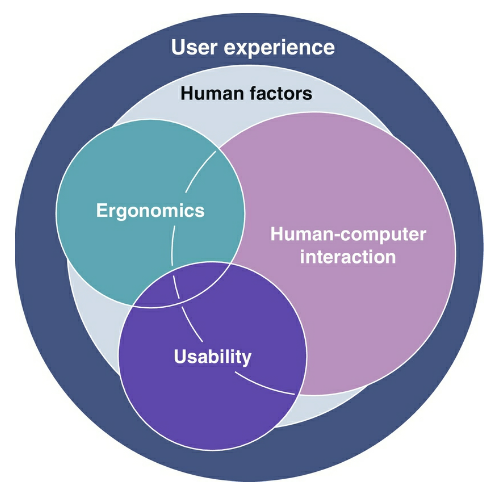 User experience
Human factors
Ergonomics
Human-computer
interaction
Usability